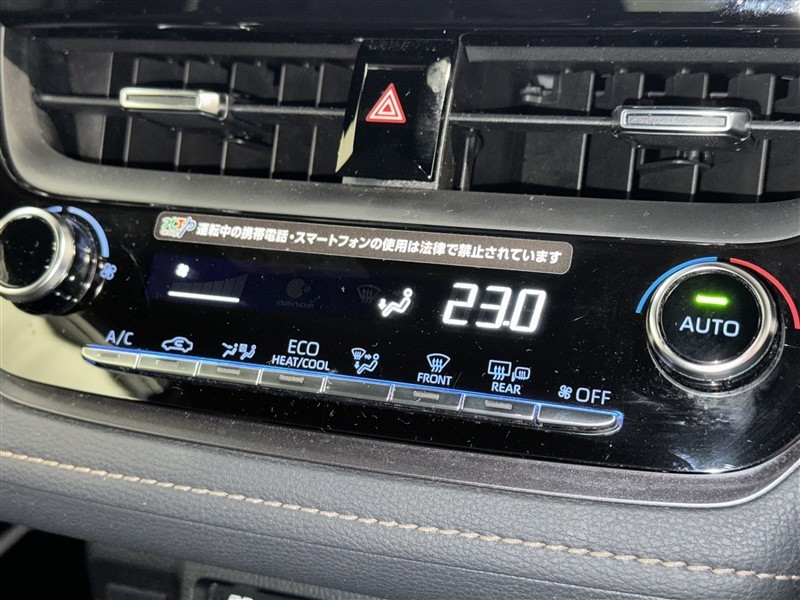 運転中の携帯電話・スマートフォンの使用は法律で禁止されています
23.0
AUTO
A/C
ECO
HEAT/COOL
FRONT
REAR
OFF